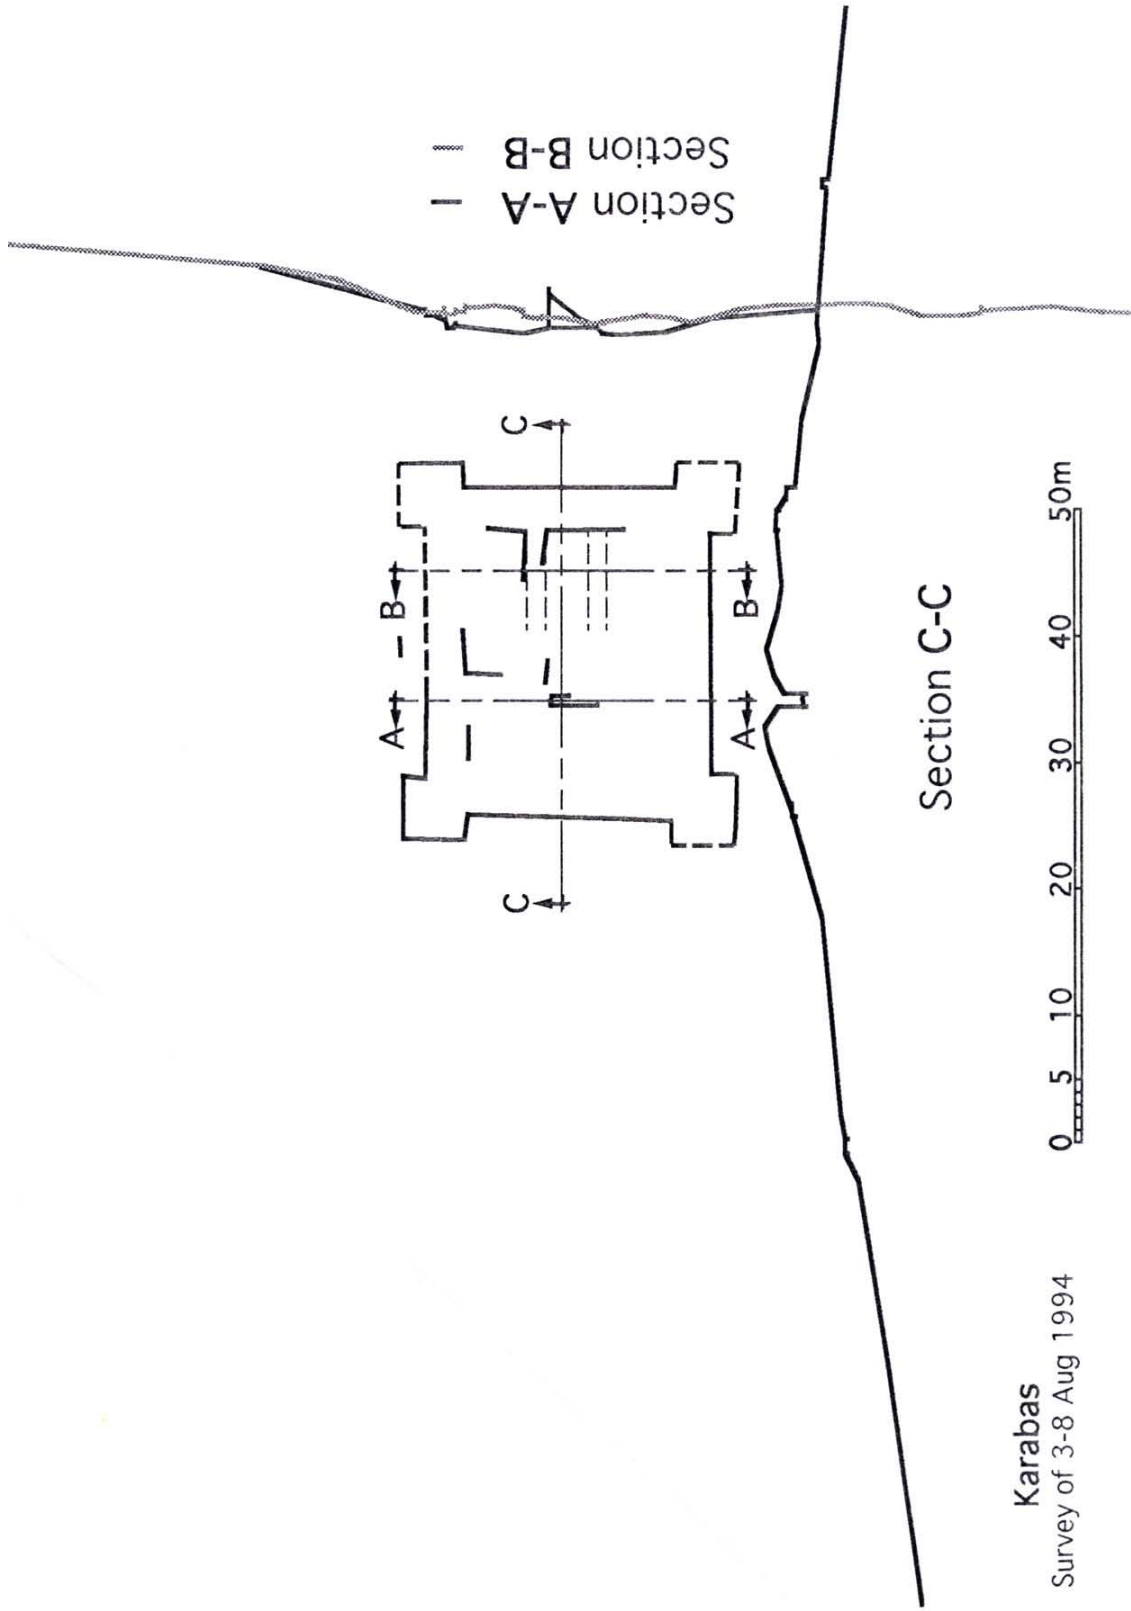 Section B-B
Section A-A
C
C
B
B
A
A
Section C-C
0 5 10 20 30 40 50m
Karabas
Survey of 3-8 Aug 1994